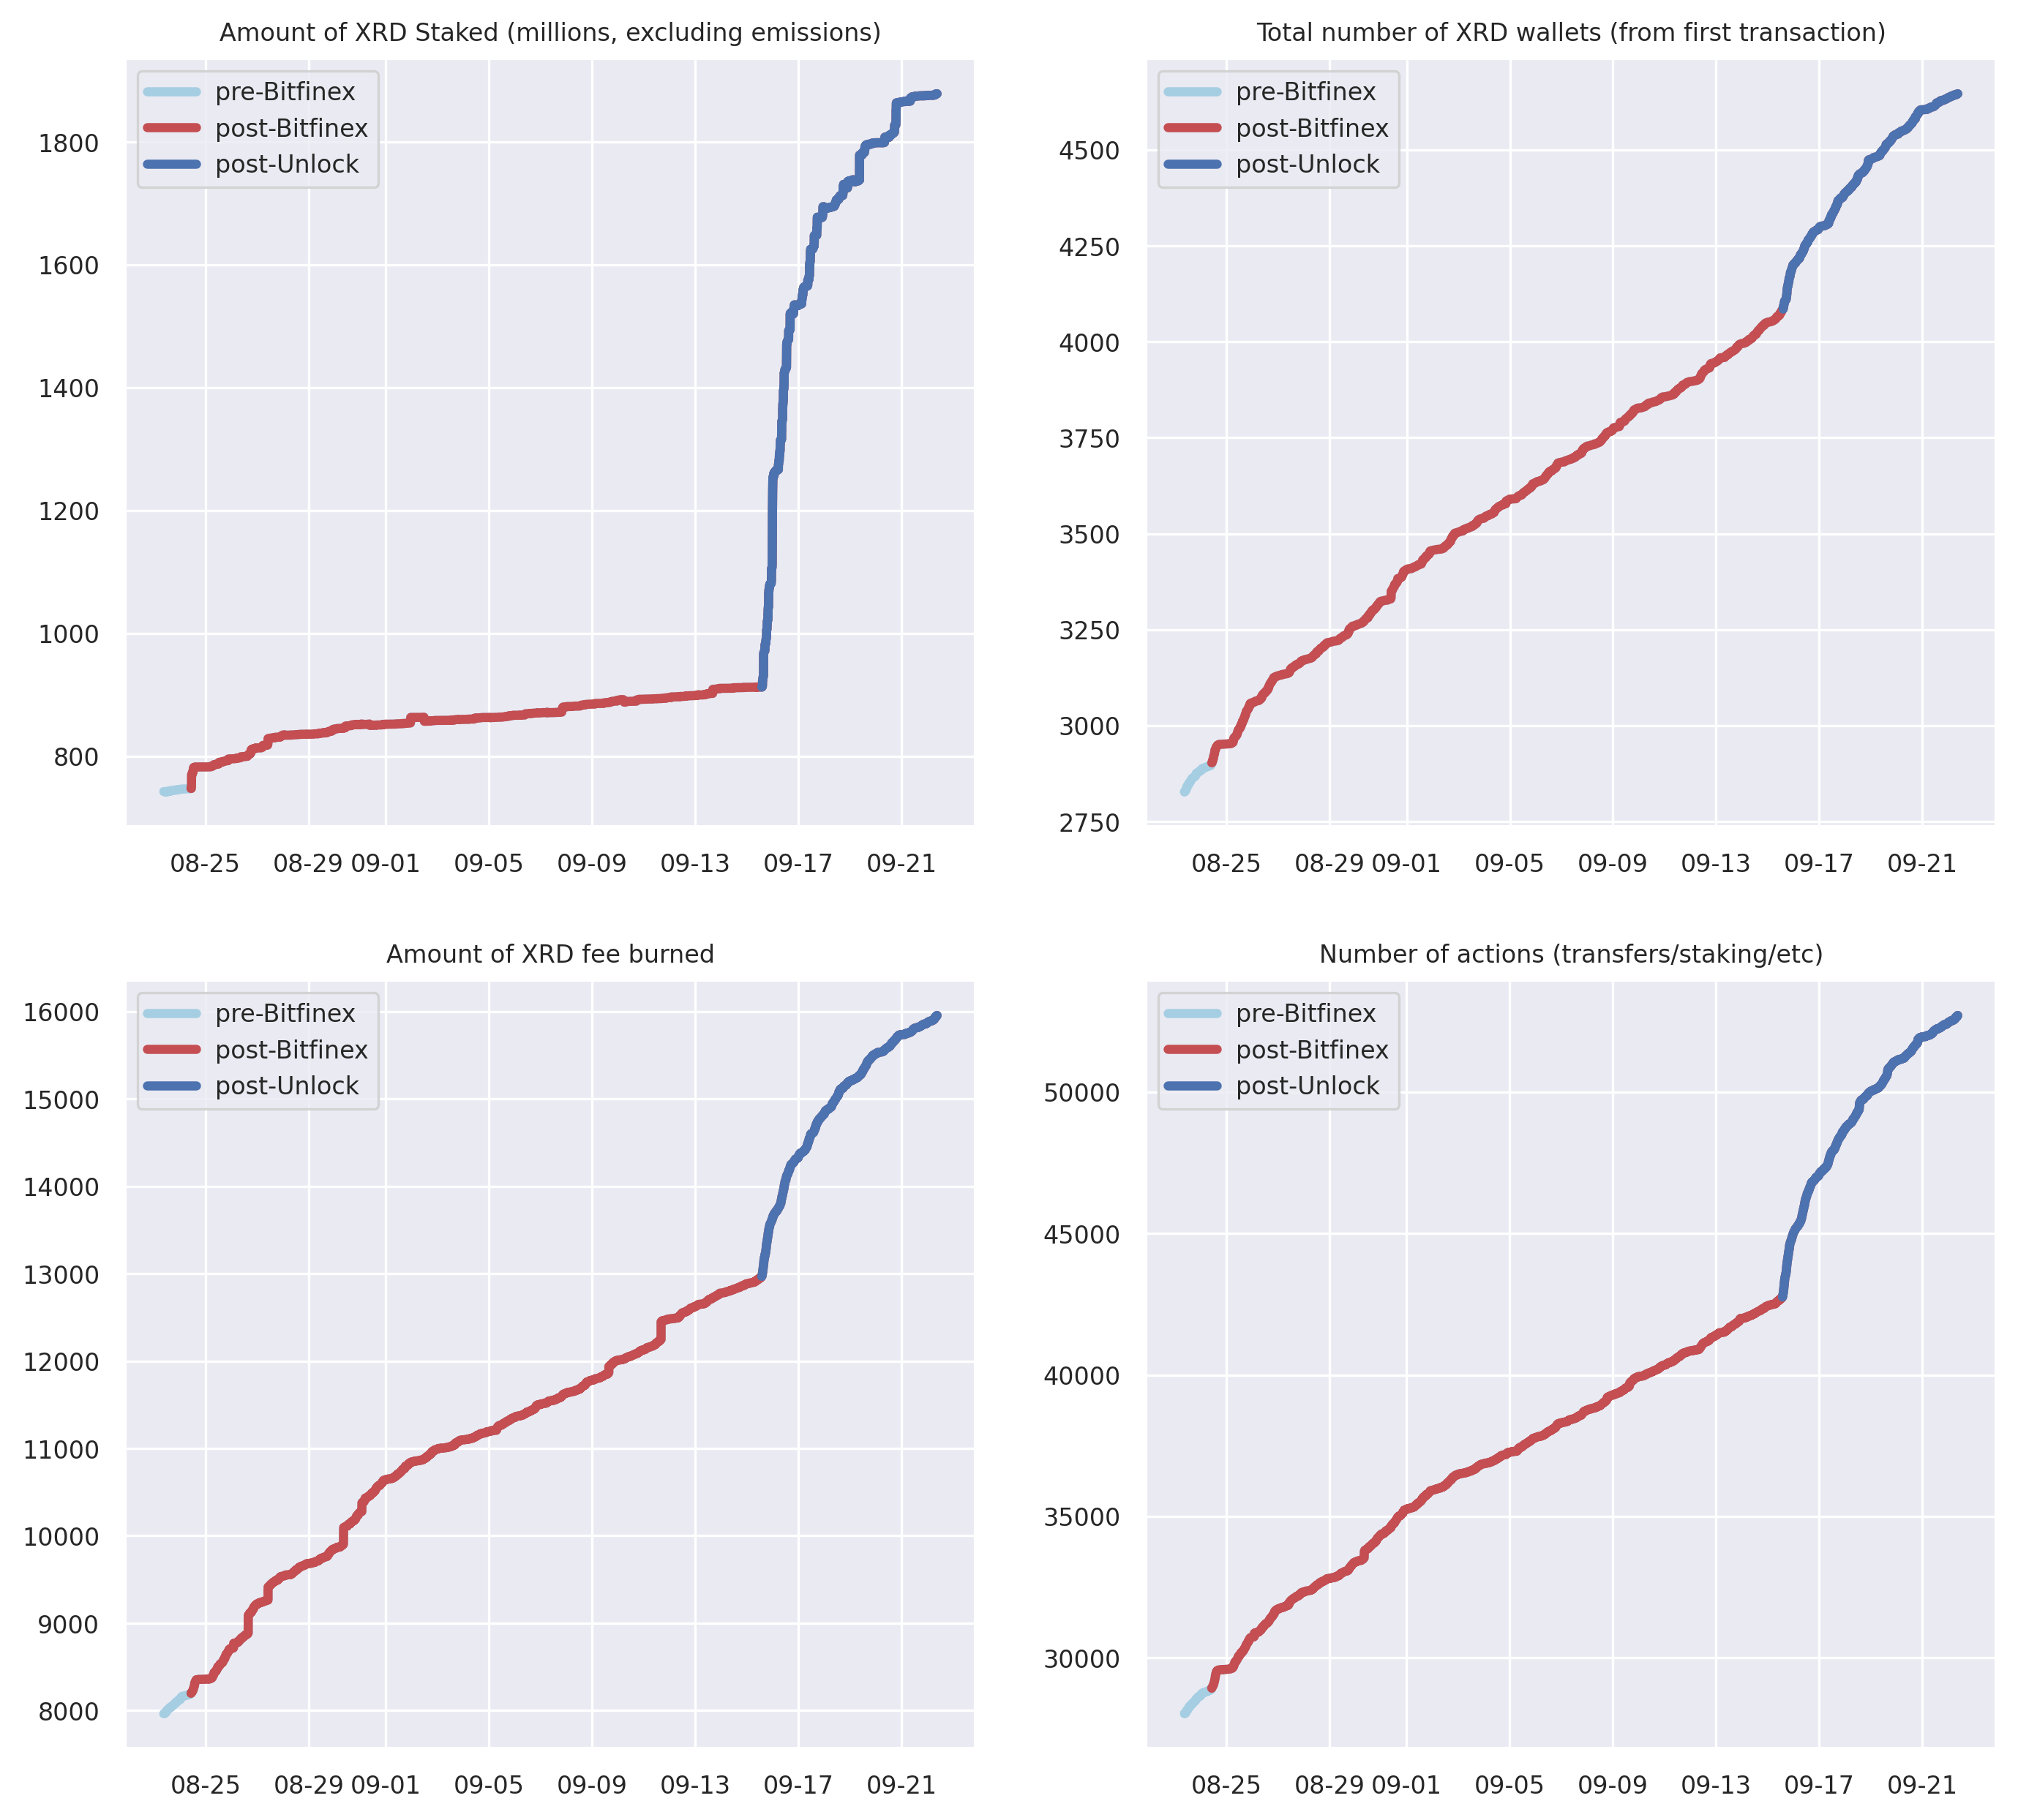 Amount of XRD Staked (millions, excluding emissions)
pre-Bitfinex
post-Bitfinex
post-Unlock
1800
1600
1400
1200
1000
800
08-25 08-29 09-01 09-05 09-09 09-13 09-17 09-21
Total number of XRD wallets (from first transaction)
pre-Bitfinex
post-Bitfinex
post-Unlock
4500
4250
4000
3750
3500
3250
3000
2750
08-25 08-29 09-01 09-05 09-09 09-13 09-17 09-21
Amount of XRD fee burned
pre-Bitfinex
post-Bitfinex
post-Unlock
16000
15000
14000
13000
12000
11000
10000
9000
8000
08-25 08-29 09-01 09-05 09-09 09-13 09-17 09-21
Number of actions (transfers/staking/etc)
pre-Bitfinex
post-Bitfinex
post-Unlock
50000
45000
40000
35000
30000
08-25 08-29 09-01 09-05 09-09 09-13 09-17 09-21